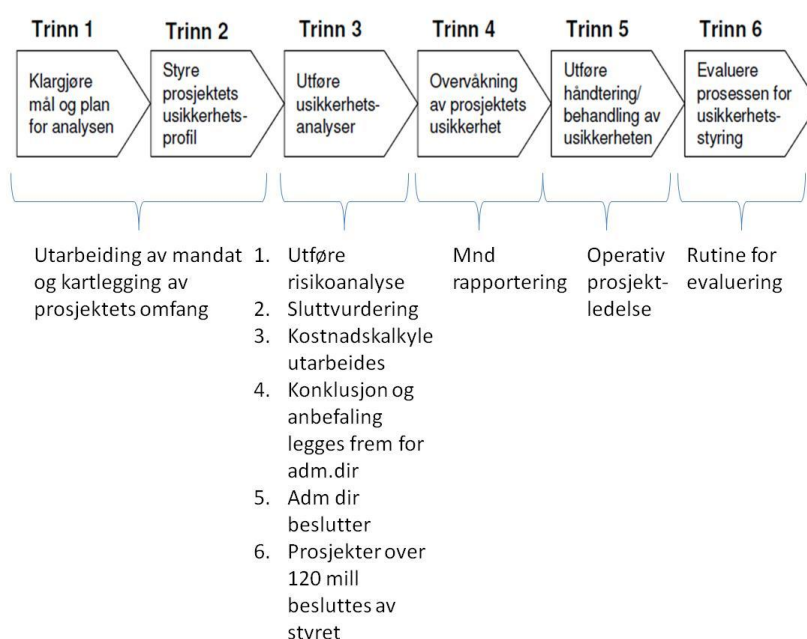 Trinn 1
Trinn 2
Trinn 3
Trinn 4
Trinn 5
Trinn 6
Klargjøre
mål og plan
for analysen
Styre
prosjektets
usikkerhets-
profil
Utføre
usikkerhets-
analyser
Overvåkning
av prosjektets
usikkerhet
Utføre
håndtering/
behandling av
usikkerheten
Evaluere
prosessen for
usikkerhets-
styring
Utarbeiding av mandat
og kartlegging av
prosjektets omfang
1. Utføre
risikoanalyse
2. Sluttvurdering
3. Kostnadskalkyle
utarbeides
4. Konklusjon og
anbefaling
legges frem for
adm.dir
5. Adm dir
beslutter
6. Prosjekter over
120 mill
besluttes av
styret
Mnd
rapportering
Operativ
prosjekt-
ledelse
Rutine for
evaluering